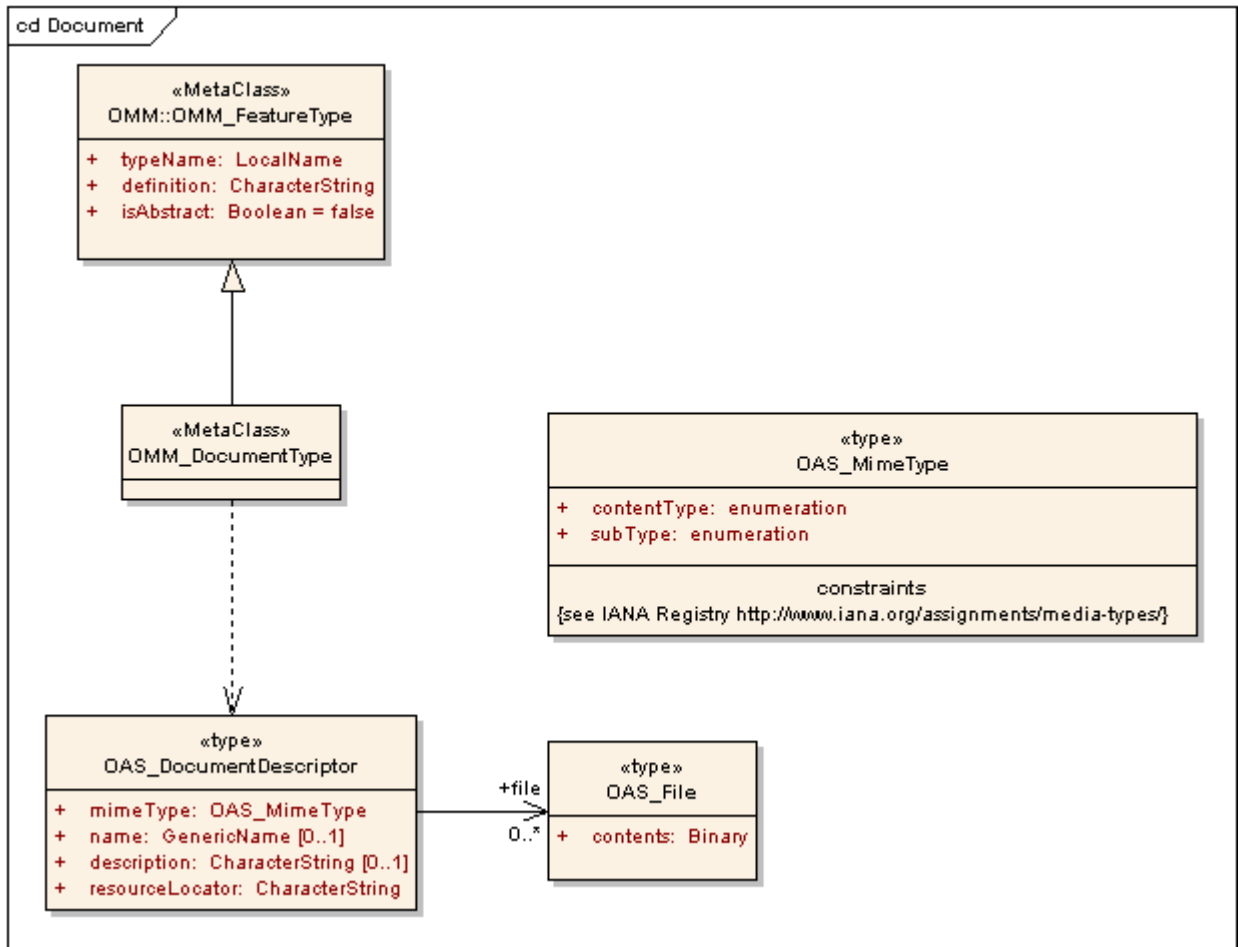 cd Document
«MetaClass»
OMM::OMM_FeatureType
+ typeName: LocalName
+ definition: CharacterString
+ isAbstract: Boolean = false
«MetaClass»
OMM_DocumentType
«type»
OAS_MimeType
+ contentType: enumeration
+ subType: enumeration
constraints
{see IANA Registry http://www.iana.org/assignments/media-types/}
«type»
OAS_DocumentDescriptor
+ mimeType: OAS_MimeType
+ name: GenericName [0..1]
+ description: CharacterString [0..1]
+ resourceLocator: CharacterString
+file
0..*
«type»
OAS_File
+ contents: Binary